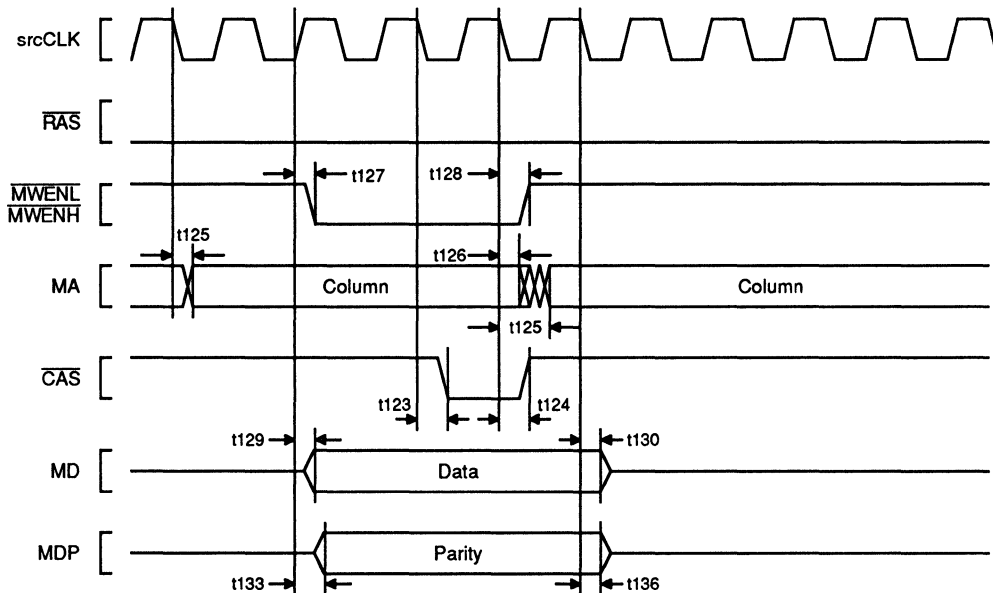 srcCLK
RAS
MWENL
MWENH
t127
t128
t125
t126
MA
Column
Column
t125
CAS
t123
t124
t129
t130
MD
Data
MDP
Parity
t133
t136